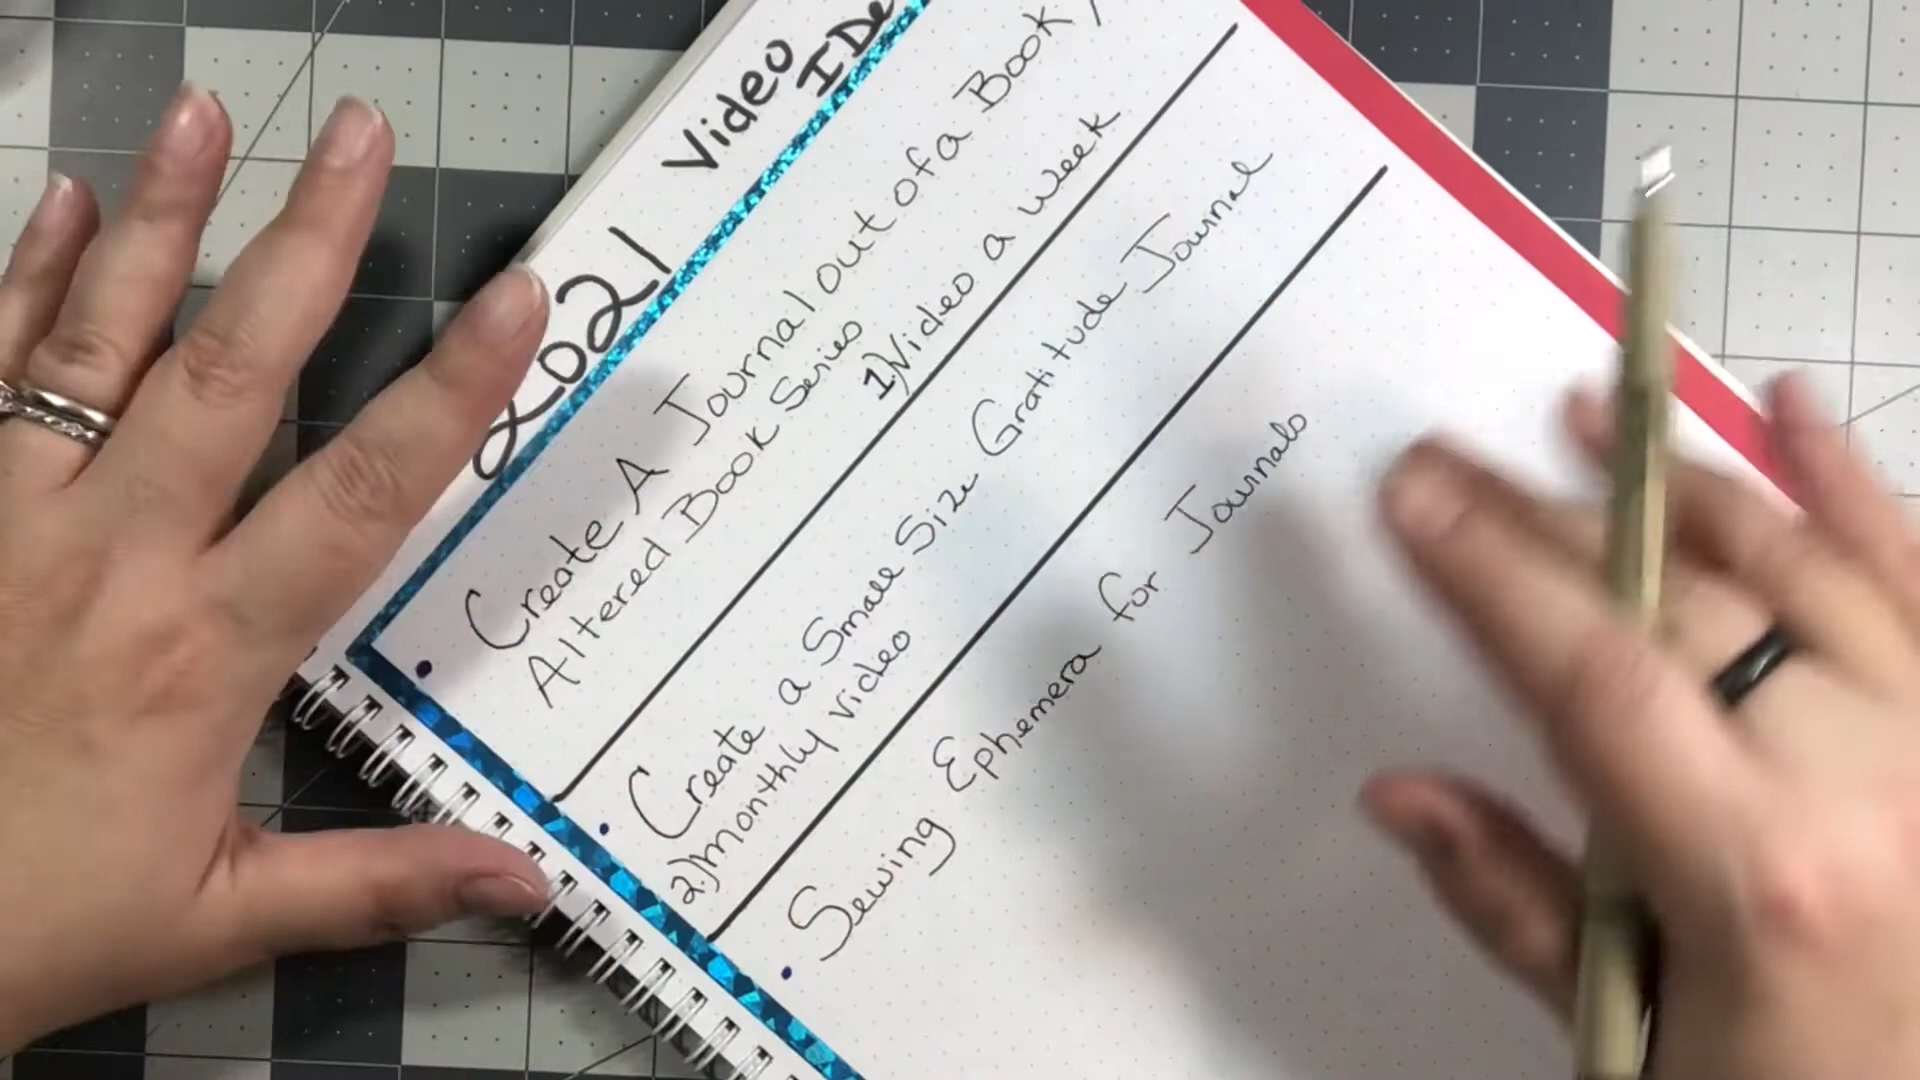 2021 Video
Create A Journal out of a Book /
Altered Book Series
1) Video a week
Create a Small Size Gratitude Journal
2.) monthly video
Sewing Ephemera for Journals